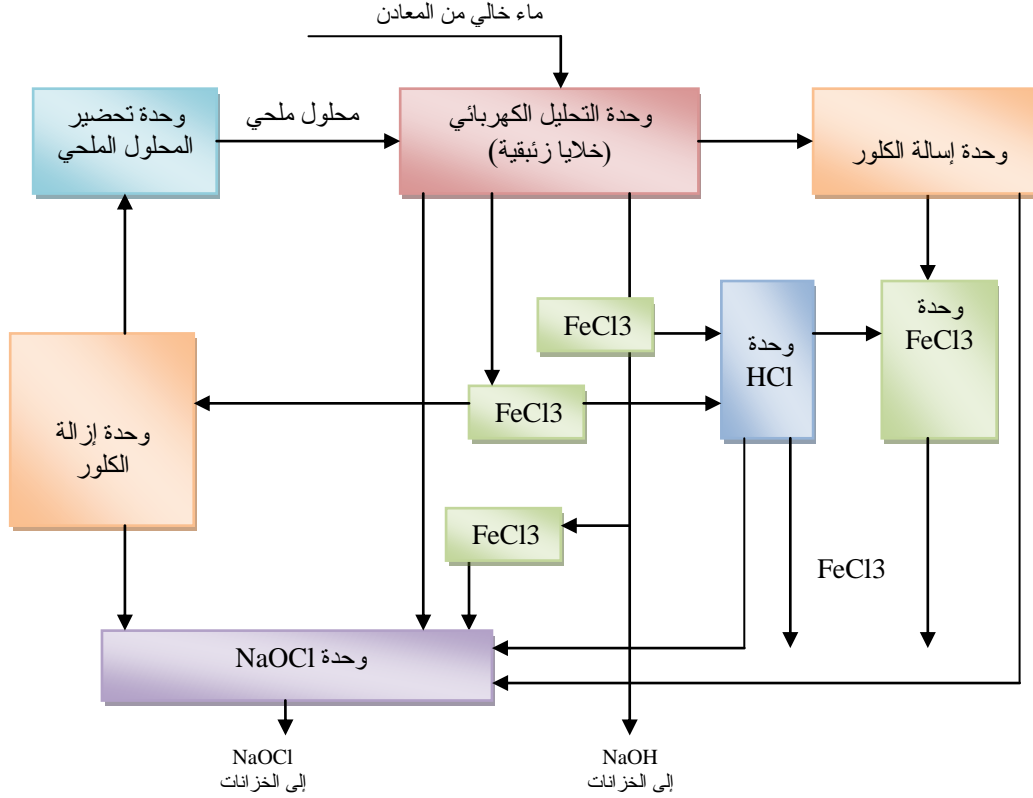 ماء خالي من المعادن
وحدة تحضير
المحلول الملحي
محلول ملحي
وحدة التحليل الكهربائي
(خلايا زئبقية)
وحدة إسالة الكلور
FeCl3
وحدة
HCl
وحدة
FeCl3
FeCl3
وحدة إزالة
الكلور
FeCl3
FeCl3
وحدة NaOCl
NaOCl
إلى الخزانات
NaOH
إلى الخزانات